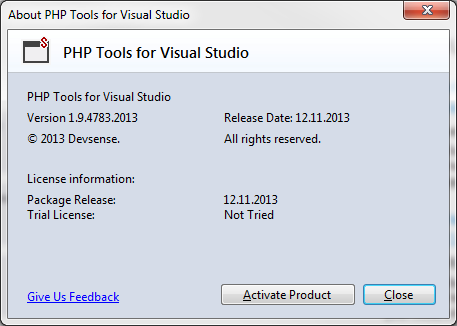 About PHP Tools for Visual Studio
PHP Tools for Visual Studio
PHP Tools for Visual Studio
Version 1.9.4783.2013 Release Date: 12.11.2013
© 2013 Devsense. All rights reserved.
License information:
Package Release: 12.11.2013
Trial License: Not Tried
Give Us Feedback Activate Product Close